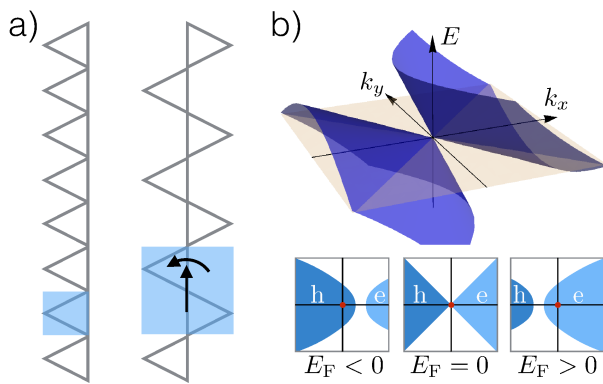 a)
b)
E
k_y
k_x
h e
h e
h e
E_F < 0
E_F = 0
E_F > 0